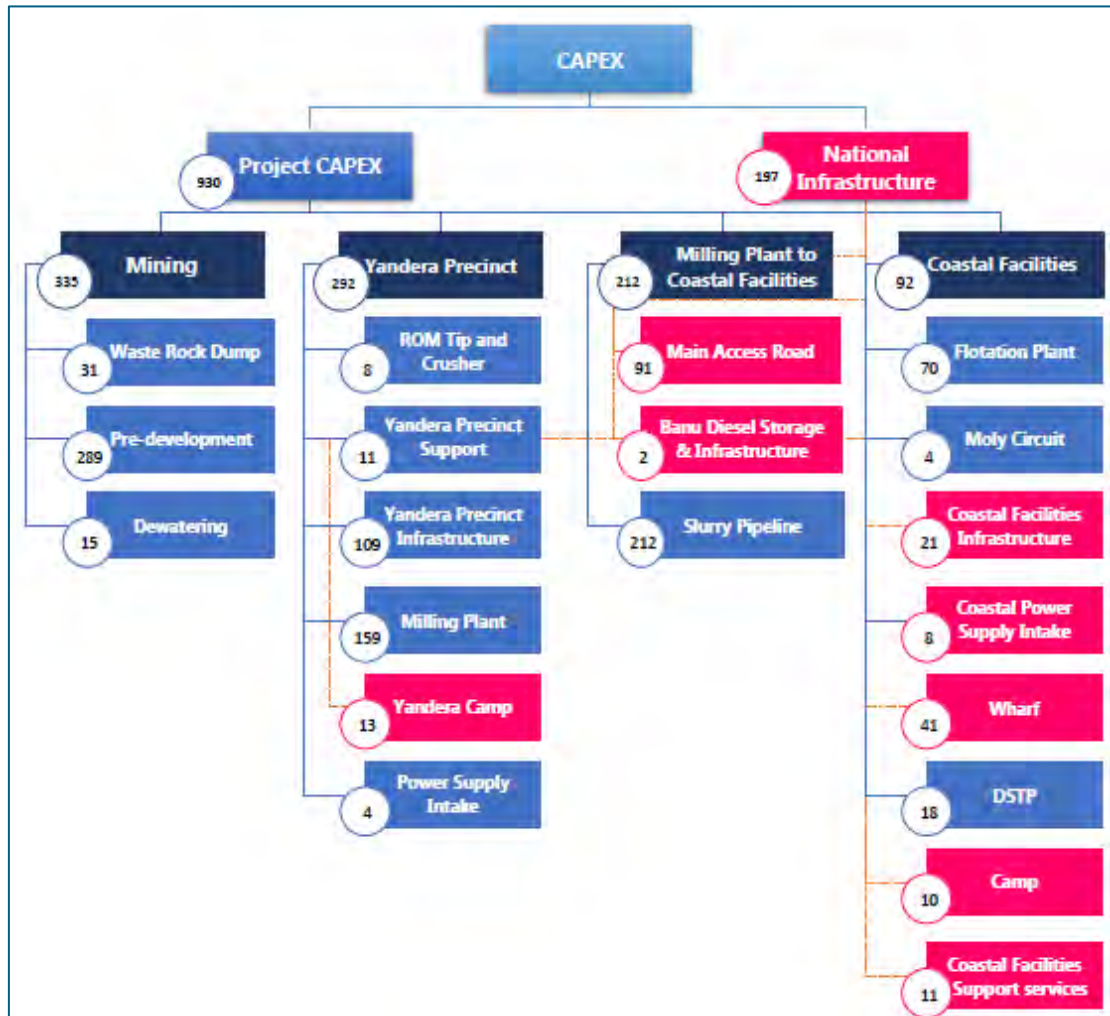 CAPEX
Project CAPEX
930
National
Infrastructure
197
Mining
335
Waste Rock Dump
31
Pre-development
289
Dewatering
15
Yandera Precinct
292
ROM Tip and
Crusher
8
Yandera Precinct
Support
11
Yandera Precinct
Infrastructure
109
Milling Plant
159
Yandera Camp
13
Power Supply
Intake
4
Milling Plant to
Coastal Facilities
212
Main Access Road
91
Banu Diesel Storage
& Infrastructure
2
Slurry Pipeline
212
Coastal Facilities
92
Flotation Plant
70
Moly Circuit
4
Coastal Facilities
Infrastructure
21
Coastal Power
Supply Intake
8
Wharf
41
DSTP
18
Camp
10
Coastal Facilities
Support services
11